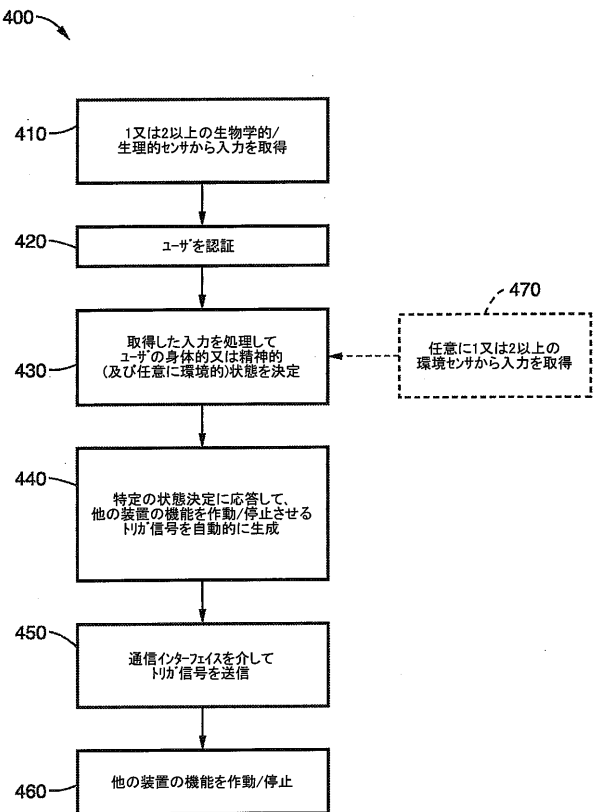 400
410
1又は2以上の生物学的/
生理的センサから入力を取得
420
ユーザを認証
470
任意に1又は2以上の
環境センサから入力を取得
430
取得した入力を処理して
ユーザの身体的又は精神的
(及び任意に環境的)状態を決定
440
特定の状態決定に応答して、
他の装置の機能を作動/停止させる
トリガ信号を自動的に生成
450
通信インターフェイスを介して
トリガ信号を送信
460
他の装置の機能を作動/停止